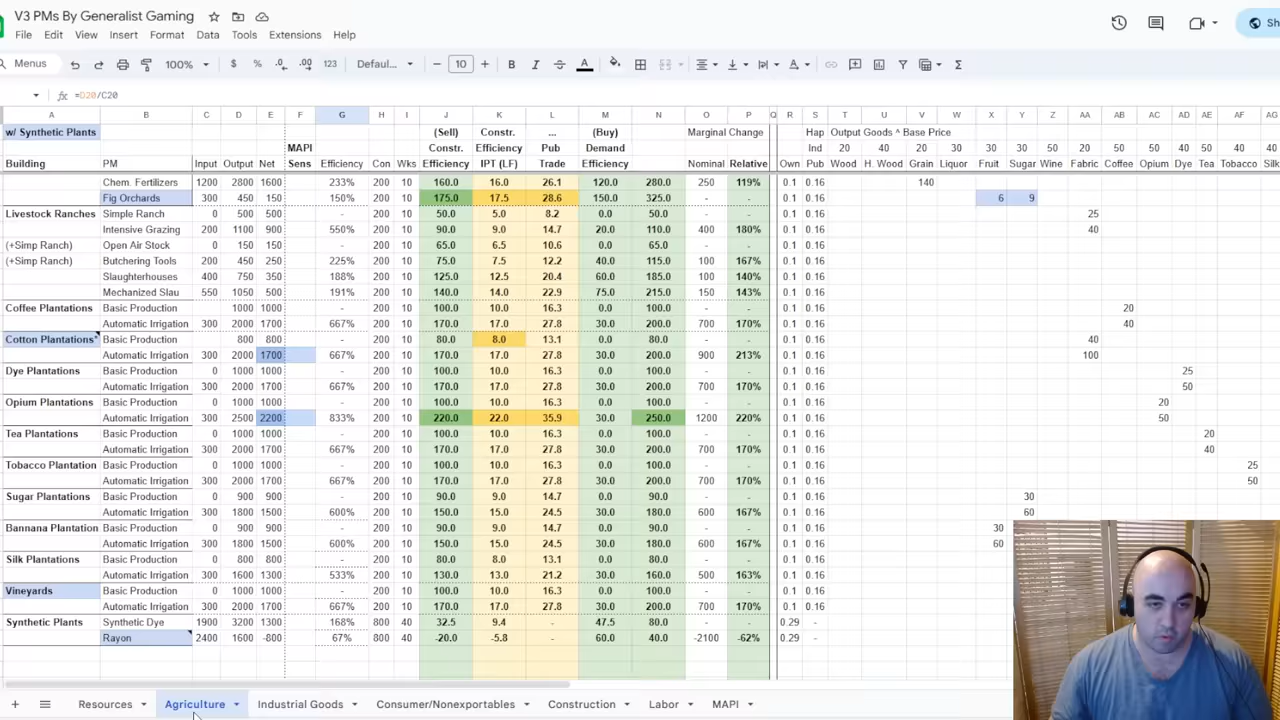 V3 PMs By Generalist Gaming
File Edit View Insert Format Data Tools Extensions Help
Sh
Menus 100% $ % .0 .00 123 Defaul... − 10 + B I S A Σ
fx =D20/C20
A B C D E F G H I J K L M N O P Q R S T U V W X Y Z AA AB AC AD AE AF AG
w/ Synthetic Plants (Sell) Constr. ... (Buy) Marginal Change Hap Output Goods ^ Base Price
MAPI Constr. Efficiency Pub Demand Ind 20 20 20 30 30 30 50 20 50 50 40 50 40 40
Building PM Input Output Net Sens Efficiency Con Wks Efficiency IPT (LF) Trade Efficiency Nominal Relative Own Pub Wood H. Wood Grain Liquor Fruit Sugar Wine Fabric Coffee Opium Dye Tea Tobacco Silk
Chem. Fertilizers 1200 2800 1600 233% 200 10 160.0 16.0 26.1 120.0 280.0 250 119% 0.1 0.16 140
Fig Orchards 300 450 150 150% 200 10 175.0 17.5 28.6 150.0 325.0 - - 0.1 0.16 6 9
Livestock Ranches Simple Ranch 0 500 500 - 200 10 50.0 5.0 8.2 0.0 50.0 - - 0.1 0.16 25
Intensive Grazing 200 1100 900 550% 200 10 90.0 9.0 14.7 20.0 110.0 400 180% 0.1 0.16 40
(+Simp Ranch) Open Air Stock 0 150 150 - 200 10 65.0 6.5 10.6 0.0 65.0 - - 0.1 0.16
(+Simp Ranch) Butchering Tools 200 450 250 225% 200 10 75.0 7.5 12.2 40.0 115.0 100 167% 0.1 0.16
Slaughterhouses 400 750 350 188% 200 10 125.0 12.5 20.4 60.0 185.0 100 140% 0.1 0.16
Mechanized Slau 550 1050 500 191% 200 10 140.0 14.0 22.9 75.0 215.0 150 143% 0.1 0.16
Coffee Plantations Basic Production 1000 1000 - 200 10 100.0 10.0 16.3 0.0 100.0 - - 0.1 0.16 20
Automatic Irrigation 300 2000 1700 667% 200 10 170.0 17.0 27.8 30.0 200.0 700 170% 0.1 0.16 40
Cotton Plantations* Basic Production 800 800 - 200 10 80.0 8.0 13.1 0.0 80.0 - - 0.1 0.16 40
Automatic Irrigation 300 2000 1700 667% 200 10 170.0 17.0 27.8 30.0 200.0 900 213% 0.1 0.16 100
Dye Plantations Basic Production 0 1000 1000 - 200 10 100.0 10.0 16.3 0.0 100.0 - - 0.1 0.16 25
Automatic Irrigation 300 2000 1700 667% 200 10 170.0 17.0 27.8 30.0 200.0 700 170% 0.1 0.16 50
Opium Plantations Basic Production 0 1000 1000 - 200 10 100.0 10.0 16.3 0.0 100.0 - - 0.1 0.16 20
Automatic Irrigation 300 2500 2200 833% 200 10 220.0 22.0 35.9 30.0 250.0 1200 220% 0.1 0.16 50
Tea Plantations Basic Production 0 1000 1000 - 200 10 100.0 10.0 16.3 0.0 100.0 - - 0.1 0.16 20
Automatic Irrigation 300 2000 1700 667% 200 10 170.0 17.0 27.8 30.0 200.0 700 170% 0.1 0.16 40
Tobacco Plantation Basic Production 0 1000 1000 - 200 10 100.0 10.0 16.3 0.0 100.0 - - 0.1 0.16 25
Automatic Irrigation 300 2000 1700 667% 200 10 170.0 17.0 27.8 30.0 200.0 700 170% 0.1 0.16 50
Sugar Plantations Basic Production 0 900 900 - 200 10 90.0 9.0 14.7 0.0 90.0 - - 0.1 0.16 30
Automatic Irrigation 300 1800 1500 600% 200 10 150.0 15.0 24.5 30.0 180.0 600 167% 0.1 0.16 60
Bannana Plantation Basic Production 0 900 900 - 200 10 90.0 9.0 14.7 0.0 90.0 - - 0.1 0.16 30
Automatic Irrigation 300 1800 1500 600% 200 10 150.0 15.0 24.5 30.0 180.0 600 167% 0.1 0.16 60
Silk Plantations Basic Production 0 800 800 - 200 10 80.0 8.0 13.1 0.0 80.0 - - 0.1 0.16
Automatic Irrigation 300 1600 1300 533% 200 10 130.0 13.0 21.2 30.0 160.0 500 163% 0.1 0.16
Vineyards Basic Production 0 1000 1000 - 200 10 100.0 10.0 16.3 0.0 100.0 - - 0.1 0.16
Automatic Irrigation 300 2000 1700 667% 200 10 170.0 17.0 27.8 30.0 200.0 700 170% 0.1 0.16
Synthetic Plants Synthetic Dye 1900 3200 1300 168% 800 40 32.5 9.4 - 47.5 80.0 - - 0.29 -
Rayon 2400 1600 -800 67% 800 40 -20.0 -5.8 - 60.0 40.0 -2100 -62% 0.29 -
+ Resources Agriculture Industrial Goods Consumer/Nonexportables Construction Labor MAPI